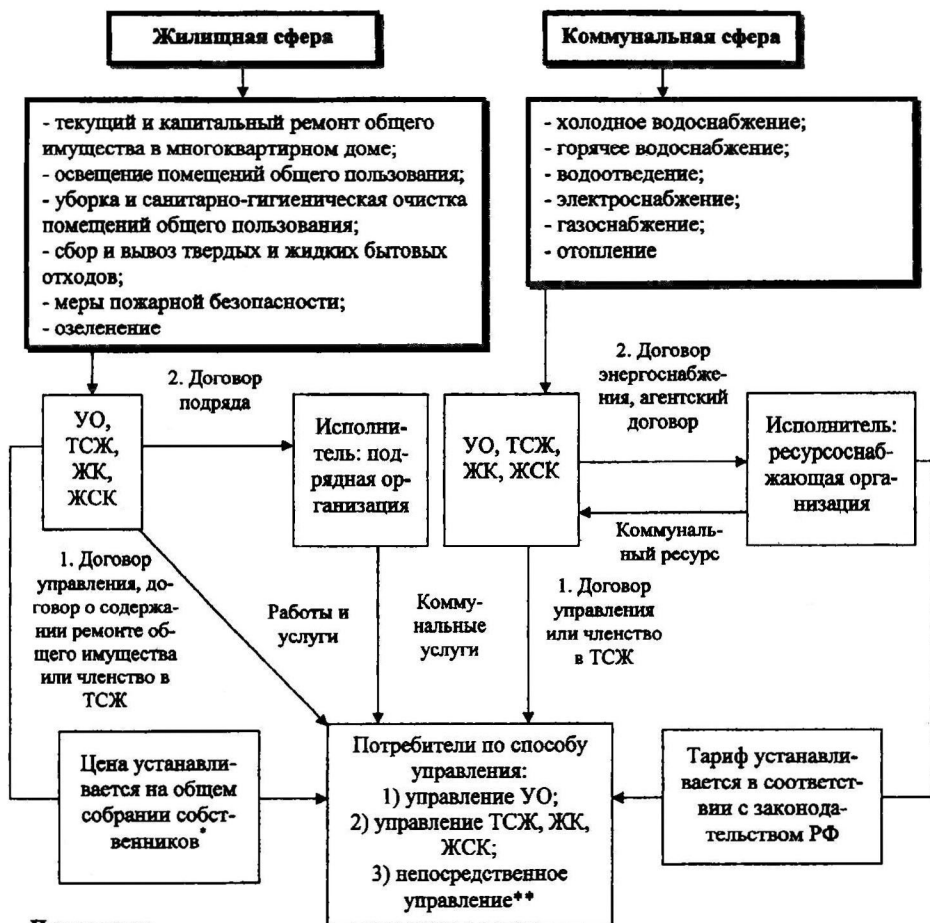 Жилищная сфера
Коммунальная сфера
- текущий и капитальный ремонт общего
имущества в многоквартирном доме;
- освещение помещений общего пользования;
- уборка и санитарно-гигиеническая очистка
помещений общего пользования;
- сбор и вывоз твердых и жидких бытовых
отходов;
- меры пожарной безопасности;
- озеленение
- холодное водоснабжение;
- горячее водоснабжение;
- водоотведение;
- электроснабжение;
- газоснабжение;
- отопление
2. Договор
подряда
2. Договор
энергоснабже-
ния, агентский
договор
УО,
ТСЖ,
ЖК,
ЖСК
Исполни-
тель: под-
рядная ор-
ганизация
УО, ТСЖ,
ЖК, ЖСК
Исполнитель:
ресурсоснаб-
жающая орга-
низация
Коммуналь-
ный ресурс
1. Договор
управления, до-
говор о содержа-
нии ремонте об-
щего имущества
или членство в
ТСЖ
Работы и
услуги
Комму-
нальные
услуги
1. Договор
управления
или членство
в ТСЖ
Цена устанавли-
вается на общем
собрании собст-
венников*
Потребители по способу
управления:
1) управление УО;
2) управление ТСЖ, ЖК,
ЖСК;
3) непосредственное
управление**
Тариф устанавли-
вается в соответст-
вии с законода-
тельством РФ